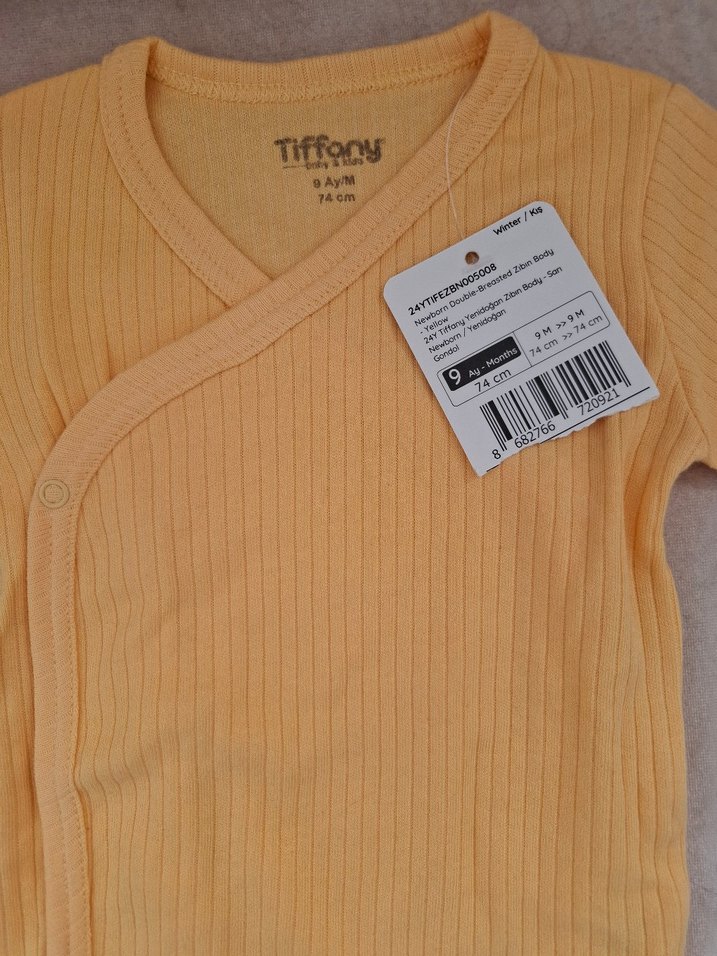 Tiffany
Baby & Kids
9 Ay/M
74 cm
Winter / Kış
24YTIFEZBN005008
Newborn Double-Breasted Zıbın Body
- Yellow
24Y Tiffany Yenidoğan Zıbın Body - Sarı
Newborn / Yenidoğan
Gondol
9 Ay - Months
74 cm
9 M >> 9 M
74 cm >> 74 cm
8 682766 720921